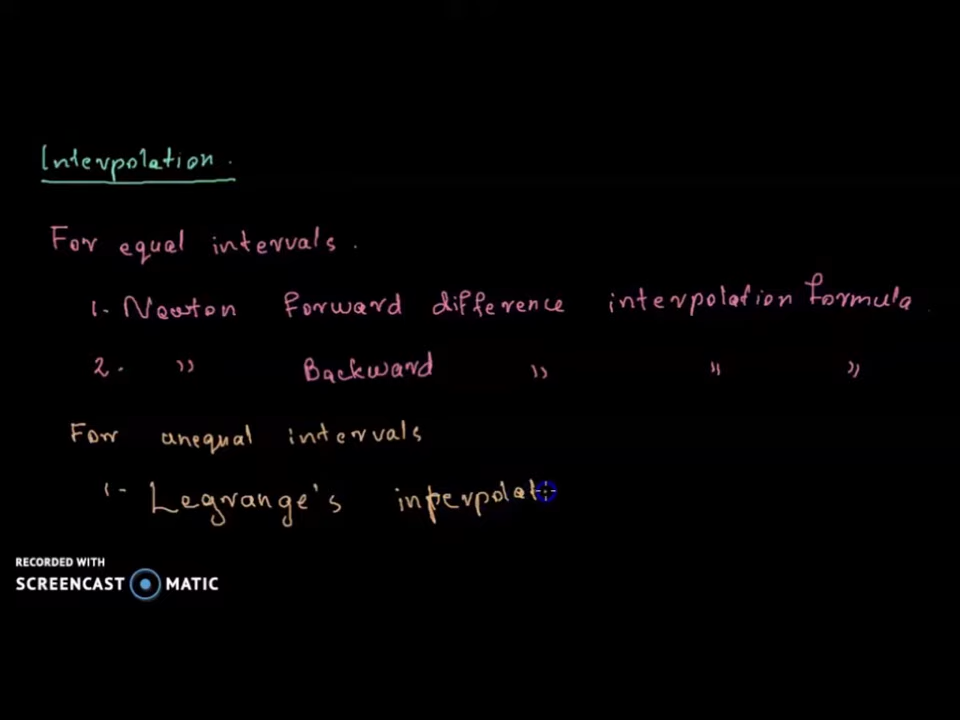 Interpolation.
For equal intervals.
1. Newton Forward difference interpolation formula.
2. " Backward " " "
For unequal intervals
1- Legrange's inperpolat
RECORDED WITH
SCREENCAST MATIC